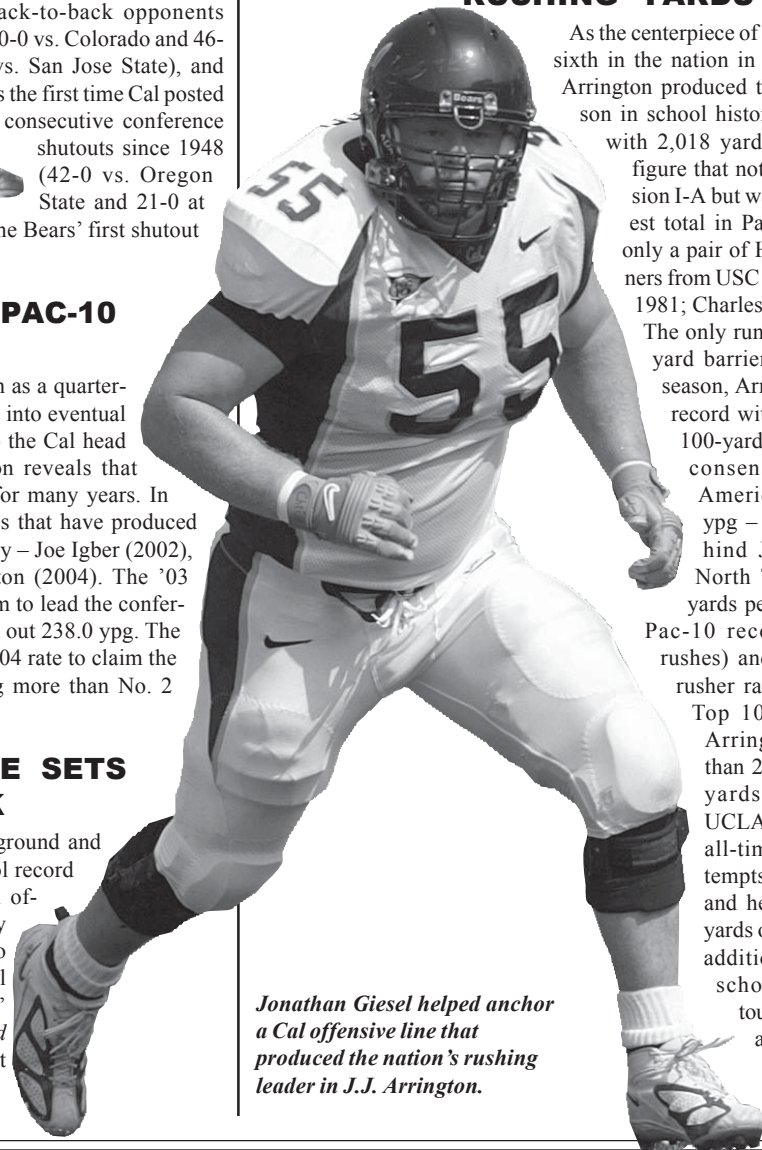 ack-to-back opponents
0-0 vs. Colorado and 46-
vs. San Jose State), and
s the first time Cal posted
consecutive conference
shutouts since 1948
(42-0 vs. Oregon
State and 21-0 at
he Bears' first shutout
PAC-10
n as a quarter-
into eventual
the Cal head
on reveals that
for many years. In
s that have produced
y – Joe Igber (2002),
ton (2004). The '03
m to lead the confer-
out 238.0 ypg. The
04 rate to claim the
g more than No. 2
E SETS
K
ground and
ol record
of-
y
o
l
'
d
t
Bears
Cal
55
55
Jonathan Giesel helped anchor
a Cal offensive line that
produced the nation's rushing
leader in J.J. Arrington.
RUSHING YARDS
As the centerpiece of
sixth in the nation in
Arrington produced t
son in school histor
with 2,018 yard
figure that not
sion I-A but w
est total in Pa
only a pair of H
ners from USC
1981; Charles
The only run
yard barrier
season, Arr
record wi
100-yard
consen
Americ
ypg –
hind J
North T
yards pe
Pac-10 reco
rushes) and
rusher ra
Top 10
Arring
than 2
yards
UCLA
all-tim
tempts
and he
yards o
additi
scho
tou
a